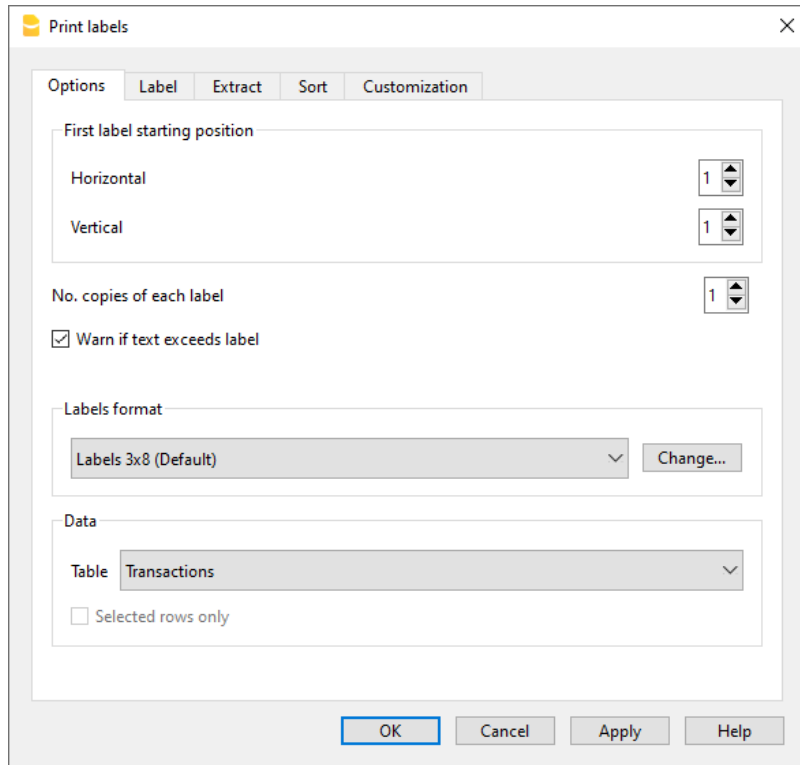 Print labels
Options Label Extract Sort Customization
First label starting position
Horizontal 1
Vertical 1
No. copies of each label 1
Warn if text exceeds label
Labels format
Labels 3x8 (Default) Change...
Data
Table Transactions
Selected rows only
OK Cancel Apply Help